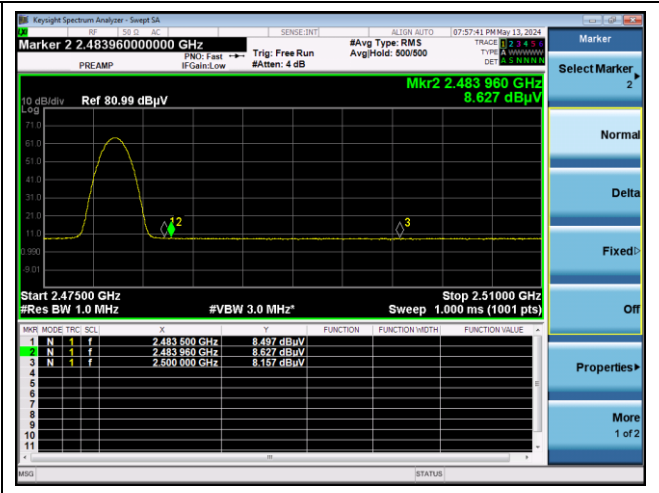 Keysight Spectrum Analyzer - Swept SA
RF 50 Ω AC SENSE:INT ALIGN AUTO 07:57:41 PM May 13, 2024
Marker 2 2.483960000000 GHz
PREAMP
PNO: Fast
IFGain:Low
Trig: Free Run
#Atten: 4 dB
#Avg Type: RMS
Avg|Hold: 500/500
TRACE 1 2 3 4 5 6
TYPE A WWWWW
DET A S N N N N
Mkr2 2.483 960 GHz
8.627 dBµV
10 dB/div Ref 80.99 dBµV
Log
71.0
61.0
51.0
41.0
31.0
21.0
11.0
0.990
-9.01
1 2 3
Start 2.47500 GHz Stop 2.51000 GHz
#Res BW 1.0 MHz #VBW 3.0 MHz* Sweep 1.000 ms (1001 pts)
MKR MODE TRC SCL X Y FUNCTION FUNCTION WIDTH FUNCTION VALUE
1 N 1 f 2.483 500 GHz 8.497 dBµV
2 N 1 f 2.483 960 GHz 8.627 dBµV
3 N 1 f 2.500 000 GHz 8.157 dBµV
4
5
6
7
8
9
10
11
MSG STATUS
Marker
Select Marker
2
Normal
Delta
Fixed
Off
Properties
More
1 of 2